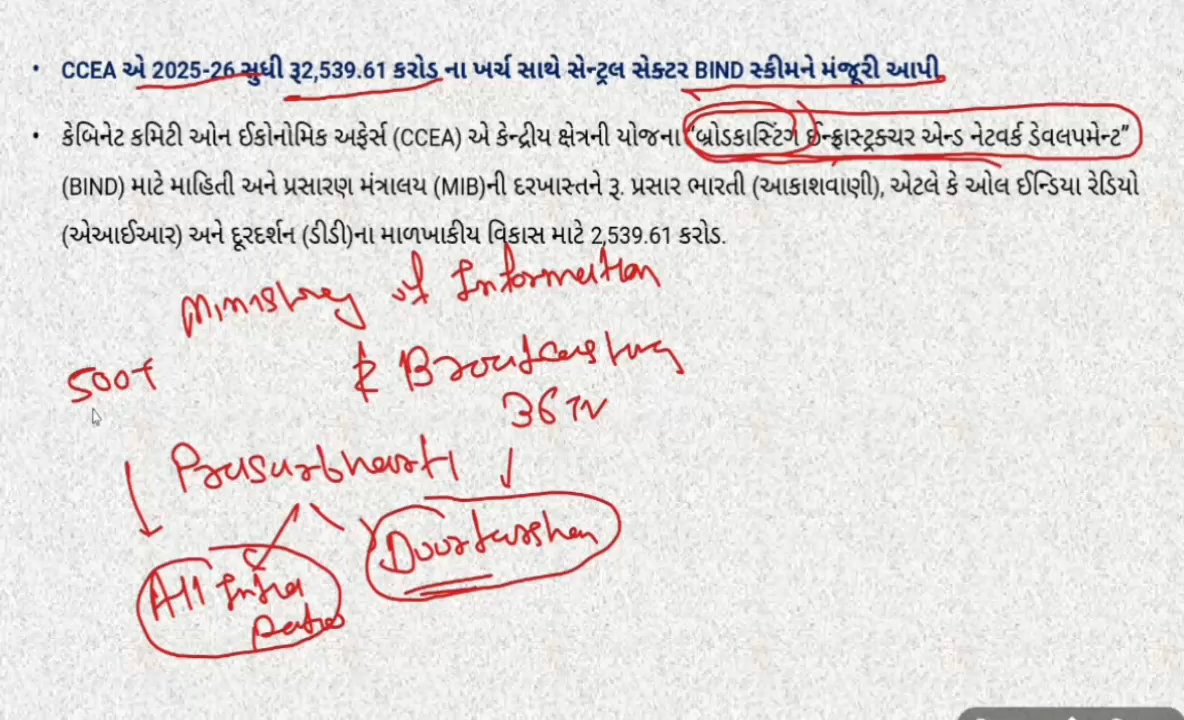 • CCEA એ 2025-26 સુધી રૂ2,539.61 કરોડ ના ખર્ચ સાથે સેન્ટ્રલ સેક્ટર BIND સ્કીમને મંજૂરી આપી
• કેબિનેટ કમિટી ઓન ઈકોનોમિક અફેર્સ (CCEA) એ કેન્દ્રીય ક્ષેત્રની યોજના "બ્રોડકાસ્ટિંગ ઈન્ફ્રાસ્ટ્રક્ચર એન્ડ નેટવર્ક ડેવલપમેન્ટ"
(BIND) માટે માહિતી અને પ્રસારણ મંત્રાલય (MIB)ની દરખાસ્તને રૂ. પ્રસાર ભારતી (આકાશવાણી), એટલે કે ઓલ ઈન્ડિયા રેડિયો
(એઆઈઆર) અને દૂરદર્શન (ડીડી)ના માળખાકીય વિકાસ માટે 2,539.61 કરોડ.
Ministry of Information
& Broadcasting
500+
36 TV
Prasarbharti
Doordarshan
All India
Radio